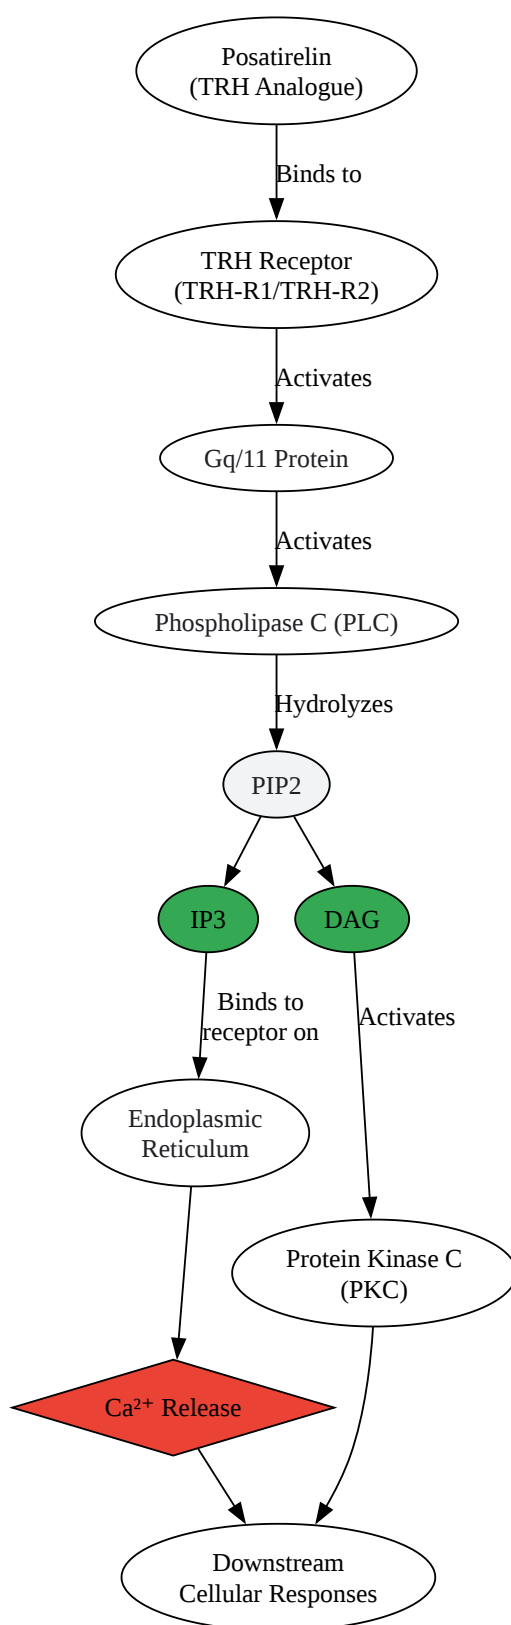 Posatirelin
(TRH Analogue)
Binds to
TRH Receptor
(TRH-R1/TRH-R2)
Activates
Gq/11 Protein
Activates
Phospholipase C (PLC)
Hydrolyzes
PIP2
IP3
DAG
Binds to
receptor on
Activates
Endoplasmic
Reticulum
Protein Kinase C
(PKC)
Ca²⁺ Release
Downstream
Cellular Responses